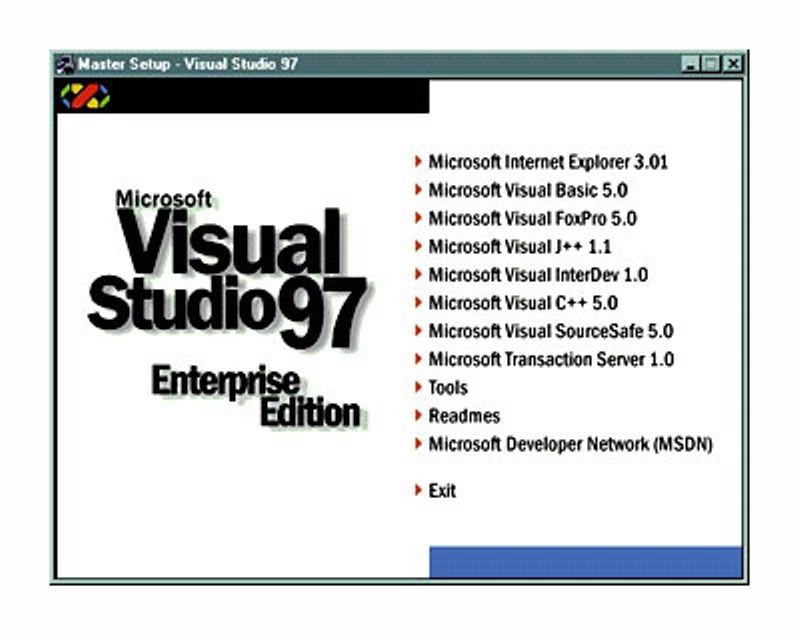 Master Setup - Visual Studio 97
Microsoft
Visual
Studio97
Enterprise
Edition
Microsoft Internet Explorer 3.01
Microsoft Visual Basic 5.0
Microsoft Visual FoxPro 5.0
Microsoft Visual J++ 1.1
Microsoft Visual InterDev 1.0
Microsoft Visual C++ 5.0
Microsoft Visual SourceSafe 5.0
Microsoft Transaction Server 1.0
Tools
Readmes
Microsoft Developer Network (MSDN)
Exit